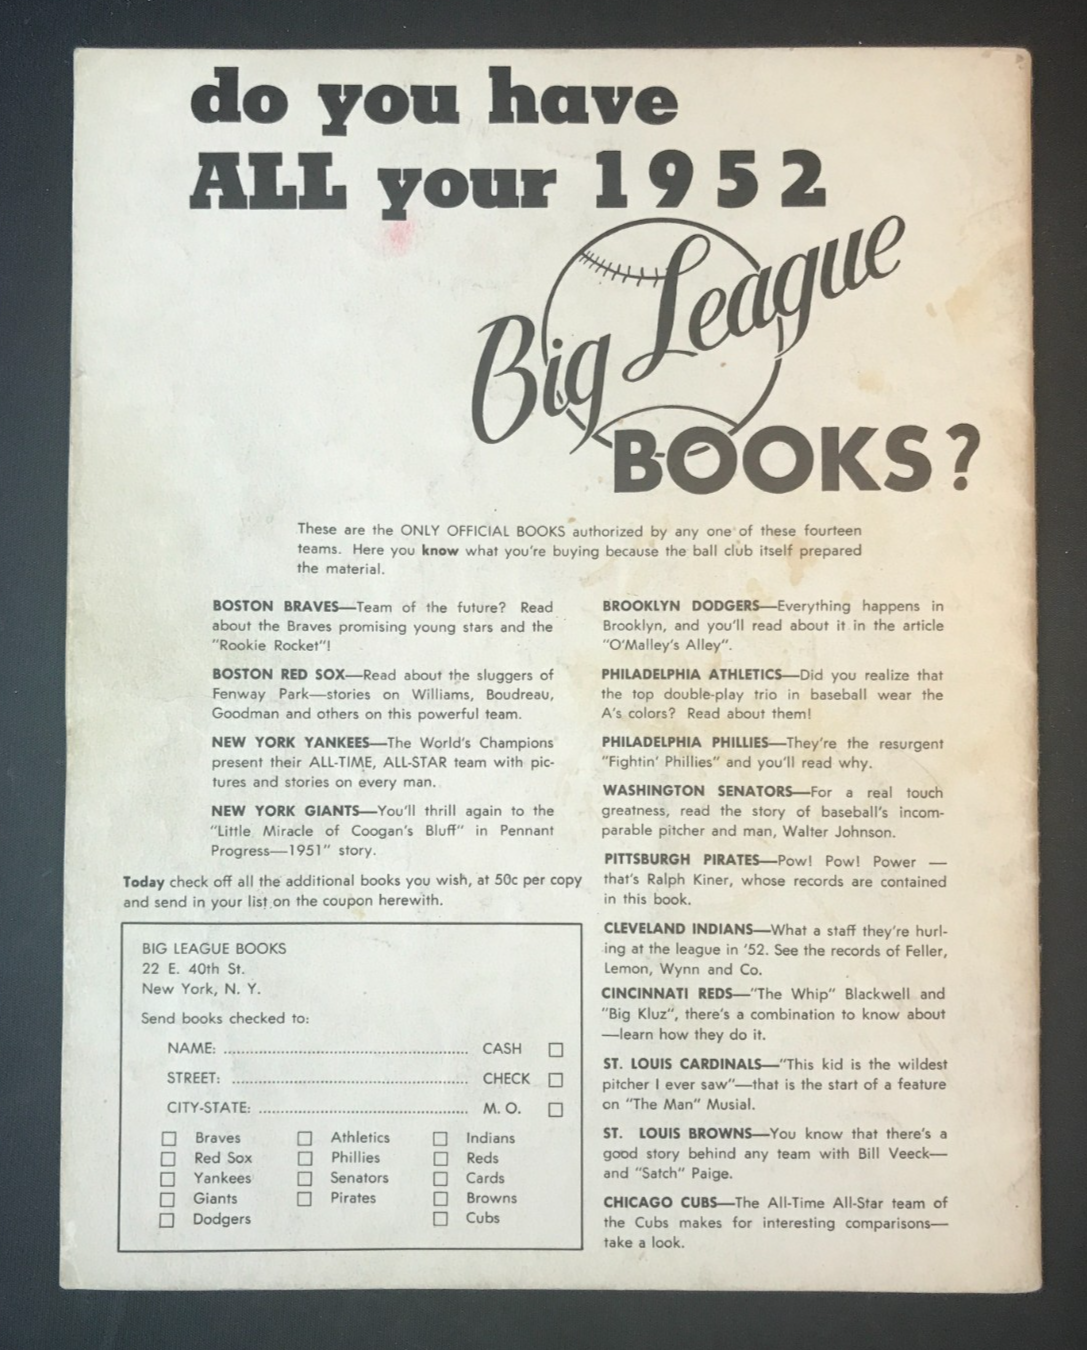 do you have
ALL your 1952
Big League
BOOKS?
These are the ONLY OFFICIAL BOOKS authorized by any one of these fourteen
teams. Here you know what you're buying because the ball club itself prepared
the material.
BOSTON BRAVES—Team of the future? Read
about the Braves promising young stars and the
"Rookie Rocket"!
BOSTON RED SOX—Read about the sluggers of
Fenway Park—stories on Williams, Boudreau,
Goodman and others on this powerful team.
NEW YORK YANKEES—The World's Champions
present their ALL-TIME, ALL-STAR team with pic-
tures and stories on every man.
NEW YORK GIANTS—You'll thrill again to the
"Little Miracle of Coogan's Bluff" in Pennant
Progress—1951" story.
Today check off all the additional books you wish, at 50c per copy
and send in your list on the coupon herewith.
BIG LEAGUE BOOKS
22 E. 40th St.
New York, N. Y.
Send books checked to:
NAME: ........................................ CASH ☐
STREET: ........................................ CHECK ☐
CITY-STATE: ........................................ M. O. ☐
☐ Braves ☐ Athletics ☐ Indians
☐ Red Sox ☐ Phillies ☐ Reds
☐ Yankees ☐ Senators ☐ Cards
☐ Giants ☐ Pirates ☐ Browns
☐ Dodgers ☐ Cubs
BROOKLYN DODGERS—Everything happens in
Brooklyn, and you'll read about it in the article
"O'Malley's Alley".
PHILADELPHIA ATHLETICS—Did you realize that
the top double-play trio in baseball wear the
A's colors? Read about them!
PHILADELPHIA PHILLIES—They're the resurgent
"Fightin' Phillies" and you'll read why.
WASHINGTON SENATORS—For a real touch
greatness, read the story of baseball's incom-
parable pitcher and man, Walter Johnson.
PITTSBURGH PIRATES—Pow! Pow! Power —
that's Ralph Kiner, whose records are contained
in this book.
CLEVELAND INDIANS—What a staff they're hurl-
ing at the league in '52. See the records of Feller,
Lemon, Wynn and Co.
CINCINNATI REDS—"The Whip" Blackwell and
"Big Kluz", there's a combination to know about
—learn how they do it.
ST. LOUIS CARDINALS—"This kid is the wildest
pitcher I ever saw"—that is the start of a feature
on "The Man" Musial.
ST. LOUIS BROWNS—You know that there's a
good story behind any team with Bill Veeck—
and "Satch" Paige.
CHICAGO CUBS—The All-Time All-Star team of
the Cubs makes for interesting comparisons—
take a look.